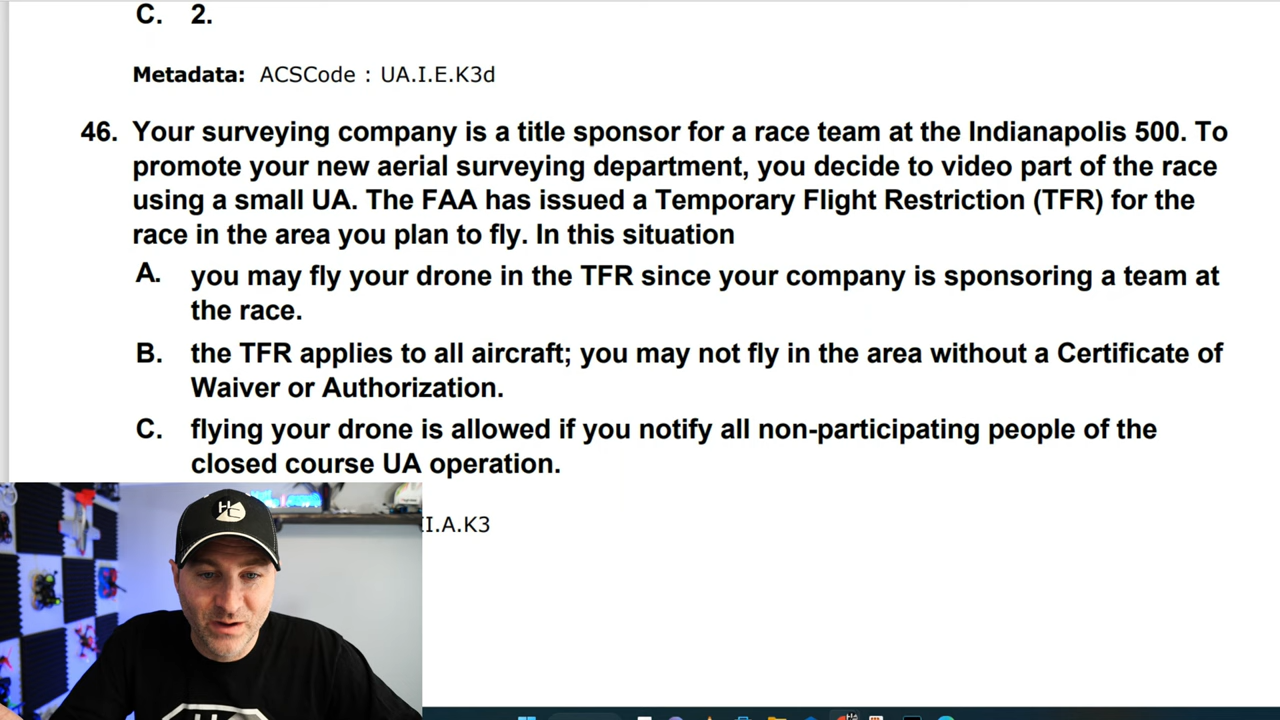 C. 2.
Metadata: ACSCode : UA.I.E.K3d
46. Your surveying company is a title sponsor for a race team at the Indianapolis 500. To
promote your new aerial surveying department, you decide to video part of the race
using a small UA. The FAA has issued a Temporary Flight Restriction (TFR) for the
race in the area you plan to fly. In this situation
A. you may fly your drone in the TFR since your company is sponsoring a team at
the race.
B. the TFR applies to all aircraft; you may not fly in the area without a Certificate of
Waiver or Authorization.
C. flying your drone is allowed if you notify all non-participating people of the
closed course UA operation.
I.A.K3